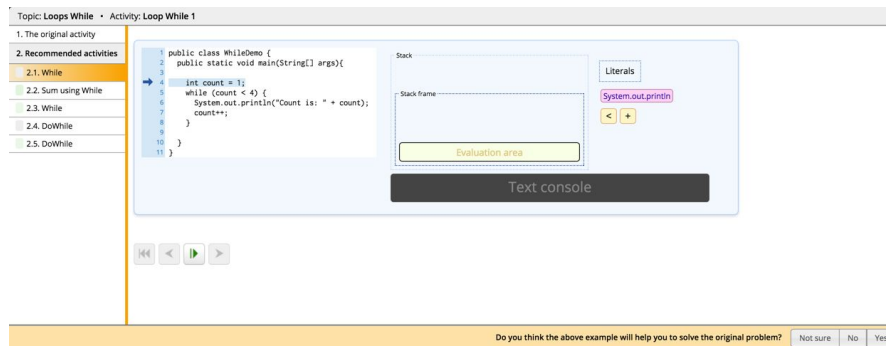 Topic: Loops While • Activity: Loop While 1
1. The original activity
2. Recommended activities
2.1. While
2.2. Sum using While
2.3. While
2.4. DoWhile
2.5. DoWhile
1 public class WhileDemo {
2 public static void main(String[] args){
3
4 int count = 1;
5 while (count < 4) {
6 System.out.println("Count is: " + count);
7 count++;
8 }
9
10 }
11 }
Stack
Stack frame
Evaluation area
Literals
System.out.println
< +
Text console
Do you think the above example will help you to solve the original problem? Not sure No Yes